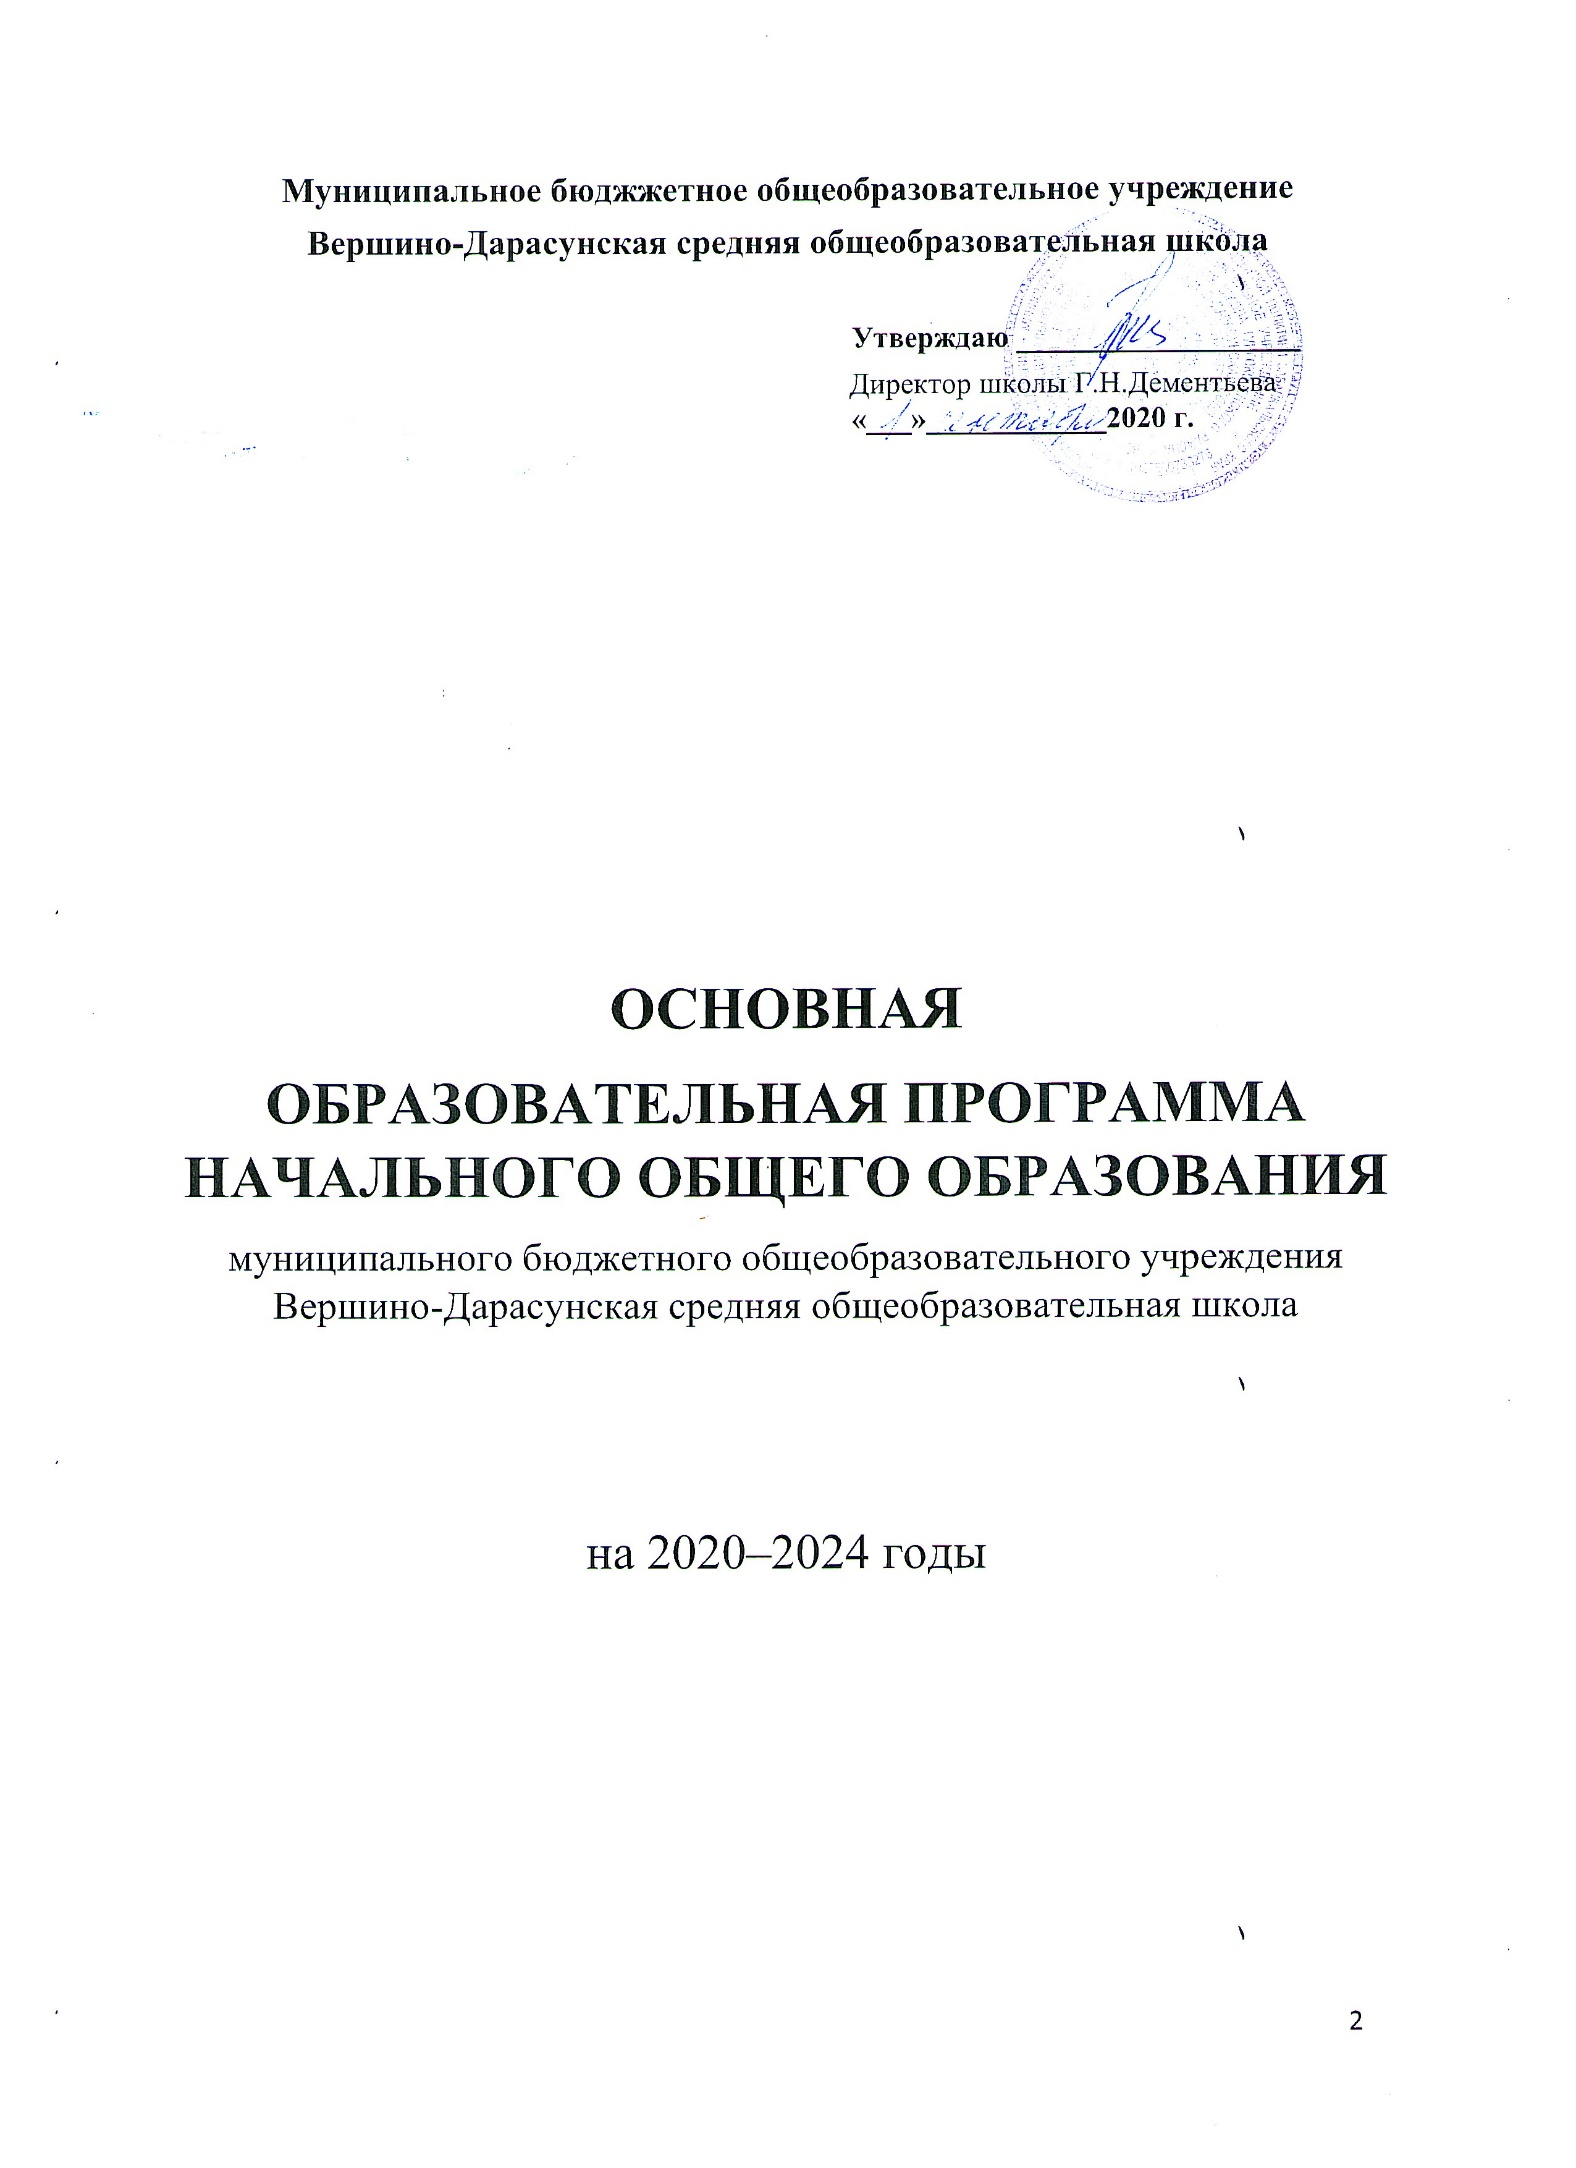 Муниципальное бюджжетное общеобразовательное учреждение
Вершино-Дарасунская средняя общеобразовательная школа
Утверждаю
Директор школы Г.Н.Дементьева
«1» 2020 г.
ОСНОВНАЯ
ОБРАЗОВАТЕЛЬНАЯ ПРОГРАММА
НАЧАЛЬНОГО ОБЩЕГО ОБРАЗОВАНИЯ
муниципального бюджетного общеобразовательного учреждения
Вершино-Дарасунская средняя общеобразовательная школа
на 2020–2024 годы
2